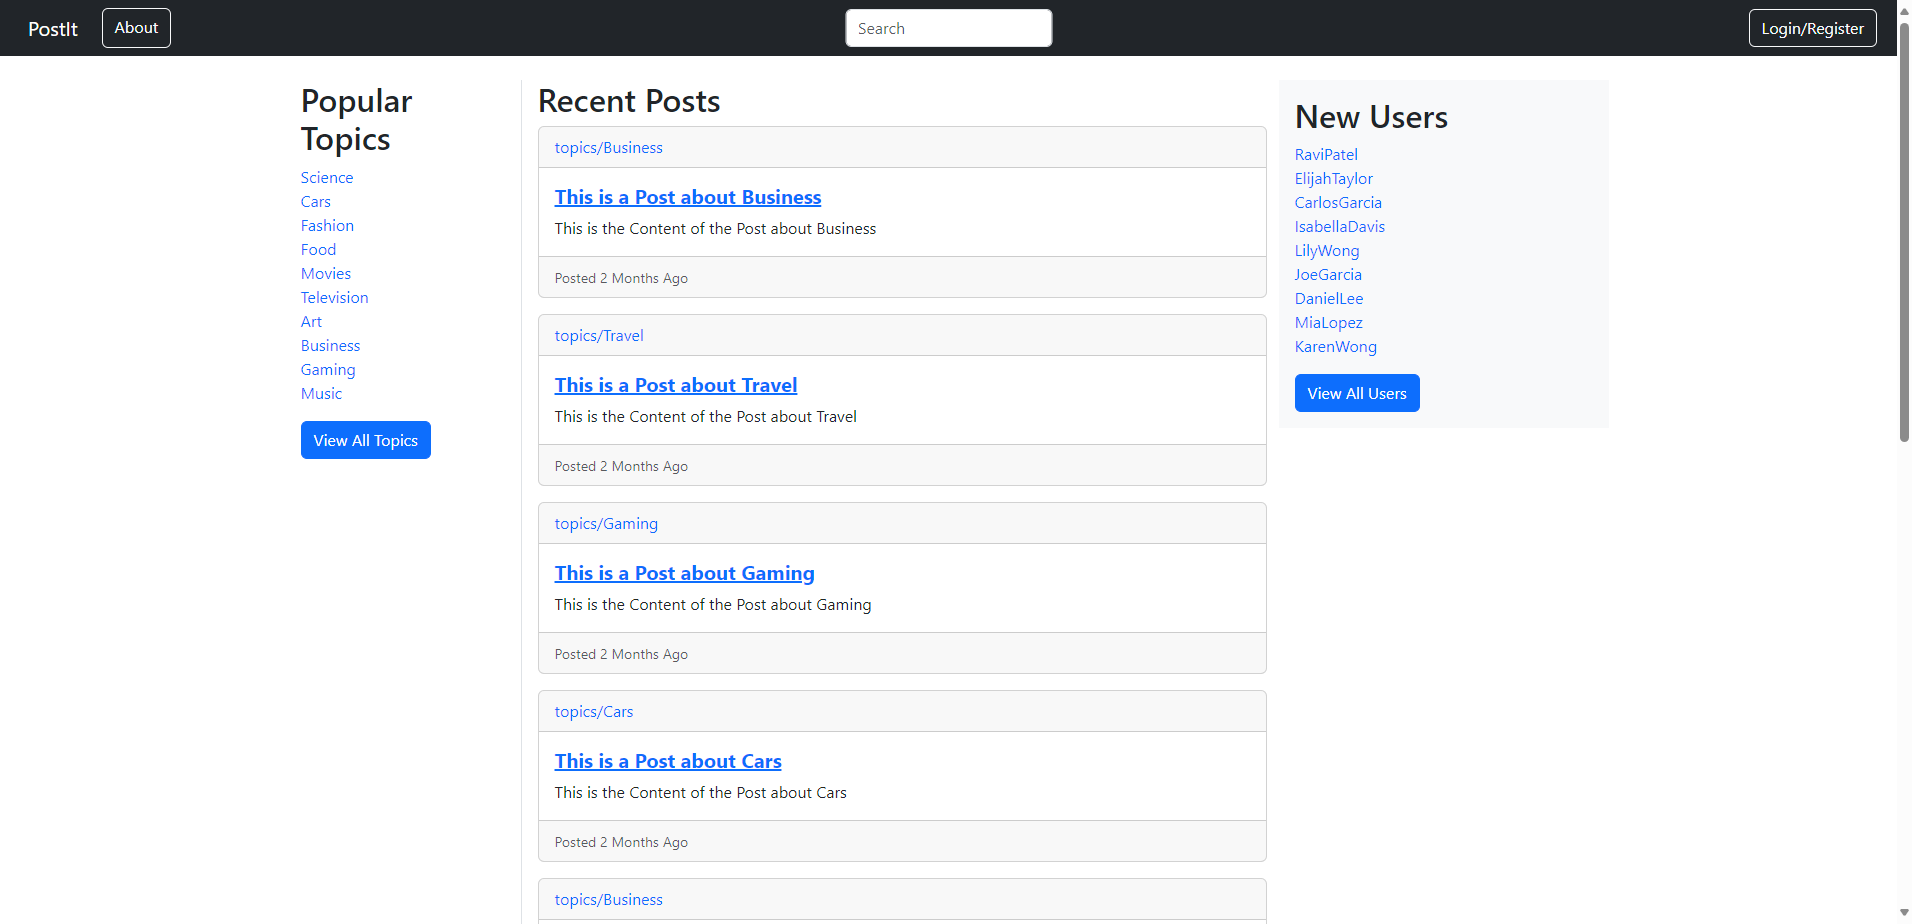 PostIt
About
Search
Login/Register
Popular
Topics
Science
Cars
Fashion
Food
Movies
Television
Art
Business
Gaming
Music
View All Topics
Recent Posts
topics/Business
This is a Post about Business
This is the Content of the Post about Business
Posted 2 Months Ago
topics/Travel
This is a Post about Travel
This is the Content of the Post about Travel
Posted 2 Months Ago
topics/Gaming
This is a Post about Gaming
This is the Content of the Post about Gaming
Posted 2 Months Ago
topics/Cars
This is a Post about Cars
This is the Content of the Post about Cars
Posted 2 Months Ago
topics/Business
New Users
RaviPatel
ElijahTaylor
CarlosGarcia
IsabellaDavis
LilyWong
JoeGarcia
DanielLee
MiaLopez
KarenWong
View All Users